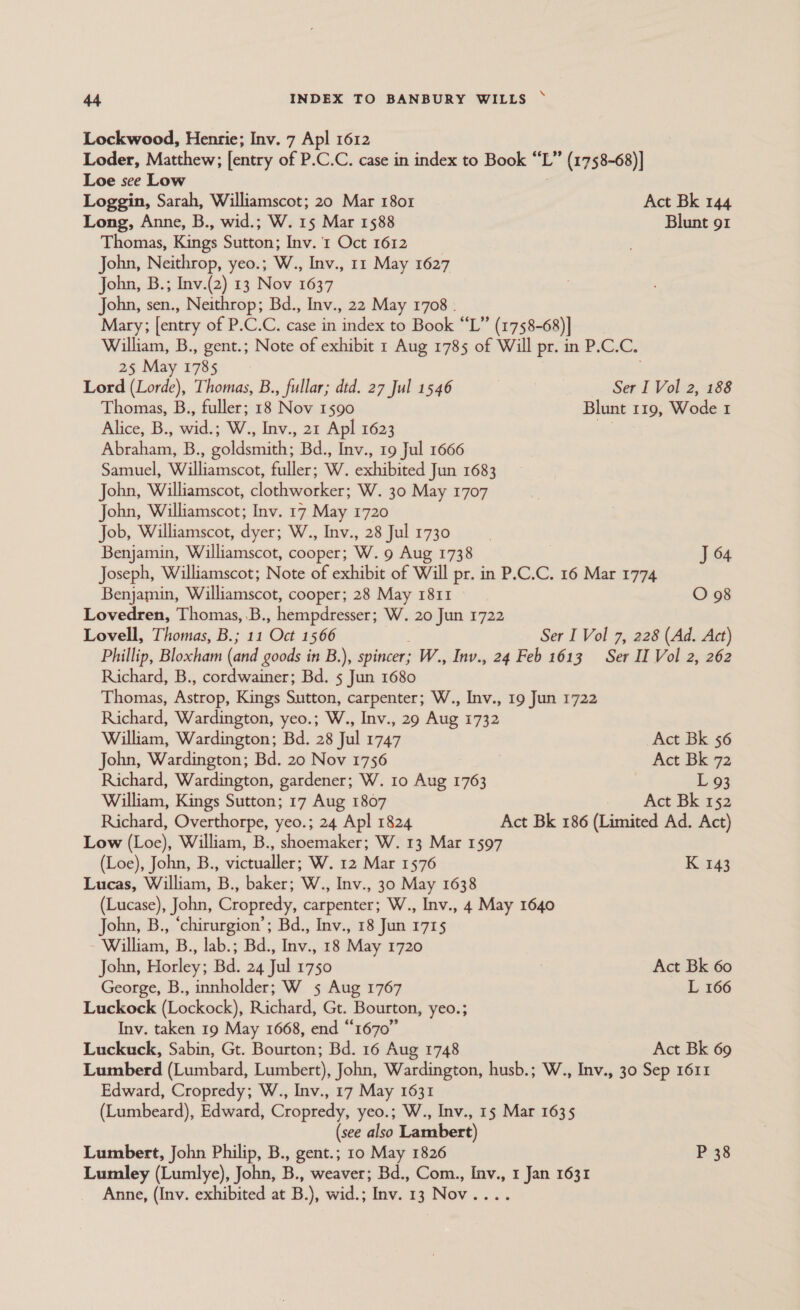 44 INDEX TO BANBURY WILLS
Lockwood, Henrie; Inv. 7 Apl 1612
Loder, Matthew; [entry of P.C.C. case in index to Book “L” (1758-68)]
Loe see Low
Loggin, Sarah, Williamscot; 20 Mar 1801 Act Bk 144
Long, Anne, B., wid.; W. 15 Mar 1588 Blunt 91
Thomas, Kings Sutton; Inv. 1 Oct 1612
John, Neithrop, yeo.; W., Inv., 11 May 1627
John, B.; Inv.(2) 13 Nov 1637
John, sen., Neithrop; Bd., Inv., 22 May 1708.
Mary; [entry of P.C.C. case in index to Book “L” (1758-68)]
William, B., gent.; Note of exhibit 1 Aug 1785 of Will pr. in P.C.C.
25 May 1785
Lord (Lorde), Thomas, B., fullar; dtd. 27 Jul 1546 Ser I Vol 2, 188
Thomas, B., fuller; 18 Nov 1590 Blunt 119, Wode 1
Alice, B., wid.; W., Inv., 21 Apl 1623
Abraham, B., goldsmith; Bd., Inv., 19 Jul 1666
Samuel, Williamscot, fuller; W. exhibited Jun 1683
John, Williamscot, clothworker; W. 30 May 1707
John, Williamscot; Inv. 17 May 1720
Job, Williamscot, dyer; W., Inv., 28 Jul 1730
Benjamin, Williamscot, cooper; W. 9 Aug 1738 J 64
Joseph, Williamscot; Note of exhibit of Will pr. in P.C.C. 16 Mar 1774
Benjamin, Williamscot, cooper; 28 May 1811 O 98
Lovedren, Thomas, B., hempdresser; W. 20 Jun 1722
Lovell, Thomas, B.; 11 Oct 1566 Ser I Vol 7, 228 (Ad. Act)
Phillip, Bloxham (and goods in B.), spincer; W., Inv., 24 Feb 1613 Ser II Vol 2, 262
Richard, B., cordwainer; Bd. 5 Jun 1680
Thomas, Astrop, Kings Sutton, carpenter; W., Inv., 19 Jun 1722
Richard, Wardington, yeo.; W., Inv., 29 Aug 1732
William, Wardington; Bd. 28 Jul 1747 Act Bk 56
John, Wardington; Bd. 20 Nov 1756 Act Bk 72
Richard, Wardington, gardener; W. 10 Aug 1763 L 93
William, Kings Sutton; 17 Aug 1807 Act Bk 152
Richard, Overthorpe, yeo.; 24 Apl 1824 Act Bk 186 (Limited Ad. Act)
Low (Loe), William, B., shoemaker; W. 13 Mar 1597
(Loe), John, B., victualler; W. 12 Mar 1576 K 143
Lucas, William, B., baker; W., Inv., 30 May 1638
(Lucase), John, Cropredy, carpenter; W., Inv., 4 May 1640
John, B., ‘chirurgion’; Bd., Inv., 18 Jun 1715
William, B., lab.; Bd., Inv., 18 May 1720
John, Horley; Bd. 24 Jul 1750 Act Bk 60
George, B., innholder; W 5 Aug 1767 L 166
Luckock (Lockock), Richard, Gt. Bourton, yeo.;
Inv. taken 19 May 1668, end “1670”
Luckuck, Sabin, Gt. Bourton; Bd. 16 Aug 1748 Act Bk 69
Lumberd (Lumbard, Lumbert), John, Wardington, husb.; W., Inv., 30 Sep 1611
Edward, Cropredy; W., Inv., 17 May 1631
(Lumbeard), Edward, Cropredy, yeo.; W., Inv., 15 Mar 1635
(see also Lambert)
Lumbert, John Philip, B., gent.; 10 May 1826 P 38
Lumley (Lumlye), John, B., weaver; Bd., Com., Inv., 1 Jan 1631
Anne, (Inv. exhibited at B.), wid.; Inv. 13 Nov....